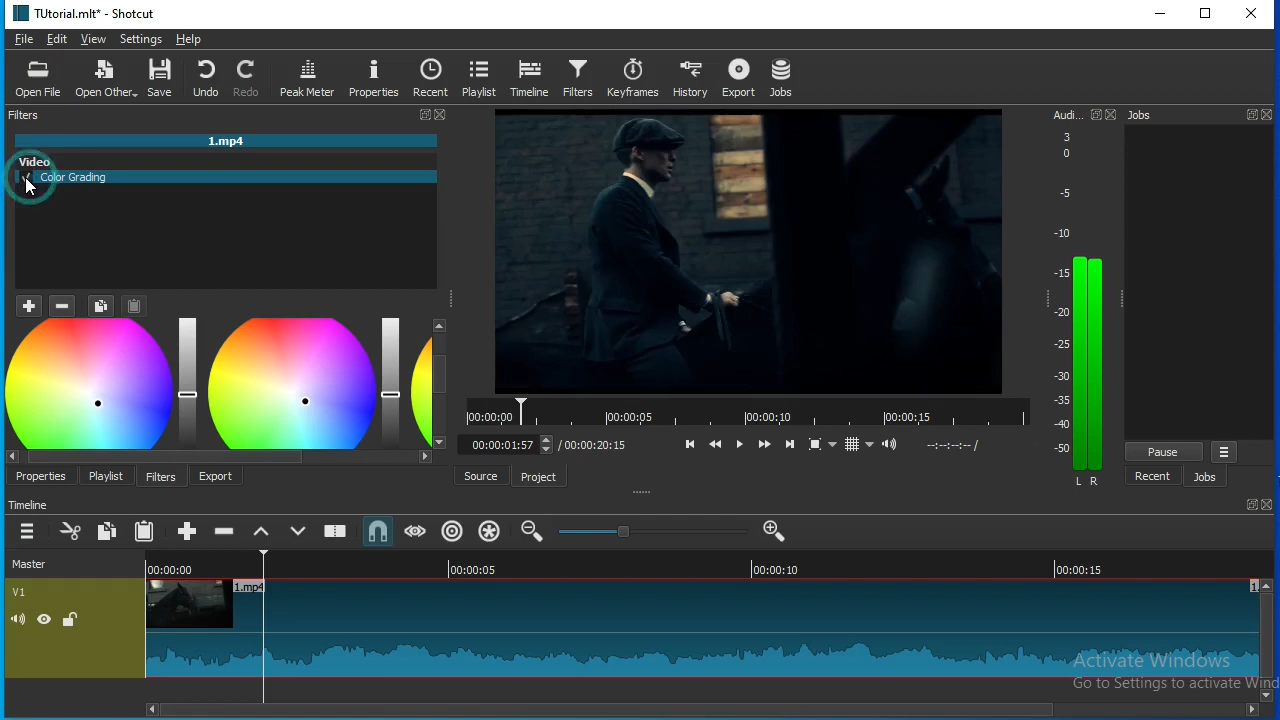 TUtorial.mlt* - Shotcut
File Edit View Settings Help
Open File Open Other Save Undo Redo Peak Meter Properties Recent Playlist Timeline Filters Keyframes History Export Jobs
Filters
1.mp4
Video
Color Grading
Audi...
3
0
-5
-10
-15
-20
-25
-30
-35
-40
-50
L R
Jobs
Pause
Recent Jobs
00:00:00 00:00:05 00:00:10 00:00:15
00:00:01:57 / 00:00:20:15 --:--:--:-- /
Source Project
Properties Playlist Filters Export
Timeline
Master
00:00:00 00:00:05 00:00:10 00:00:15
V1
1.mp4
1.
Activate Windows
Go to Settings to activate Wind